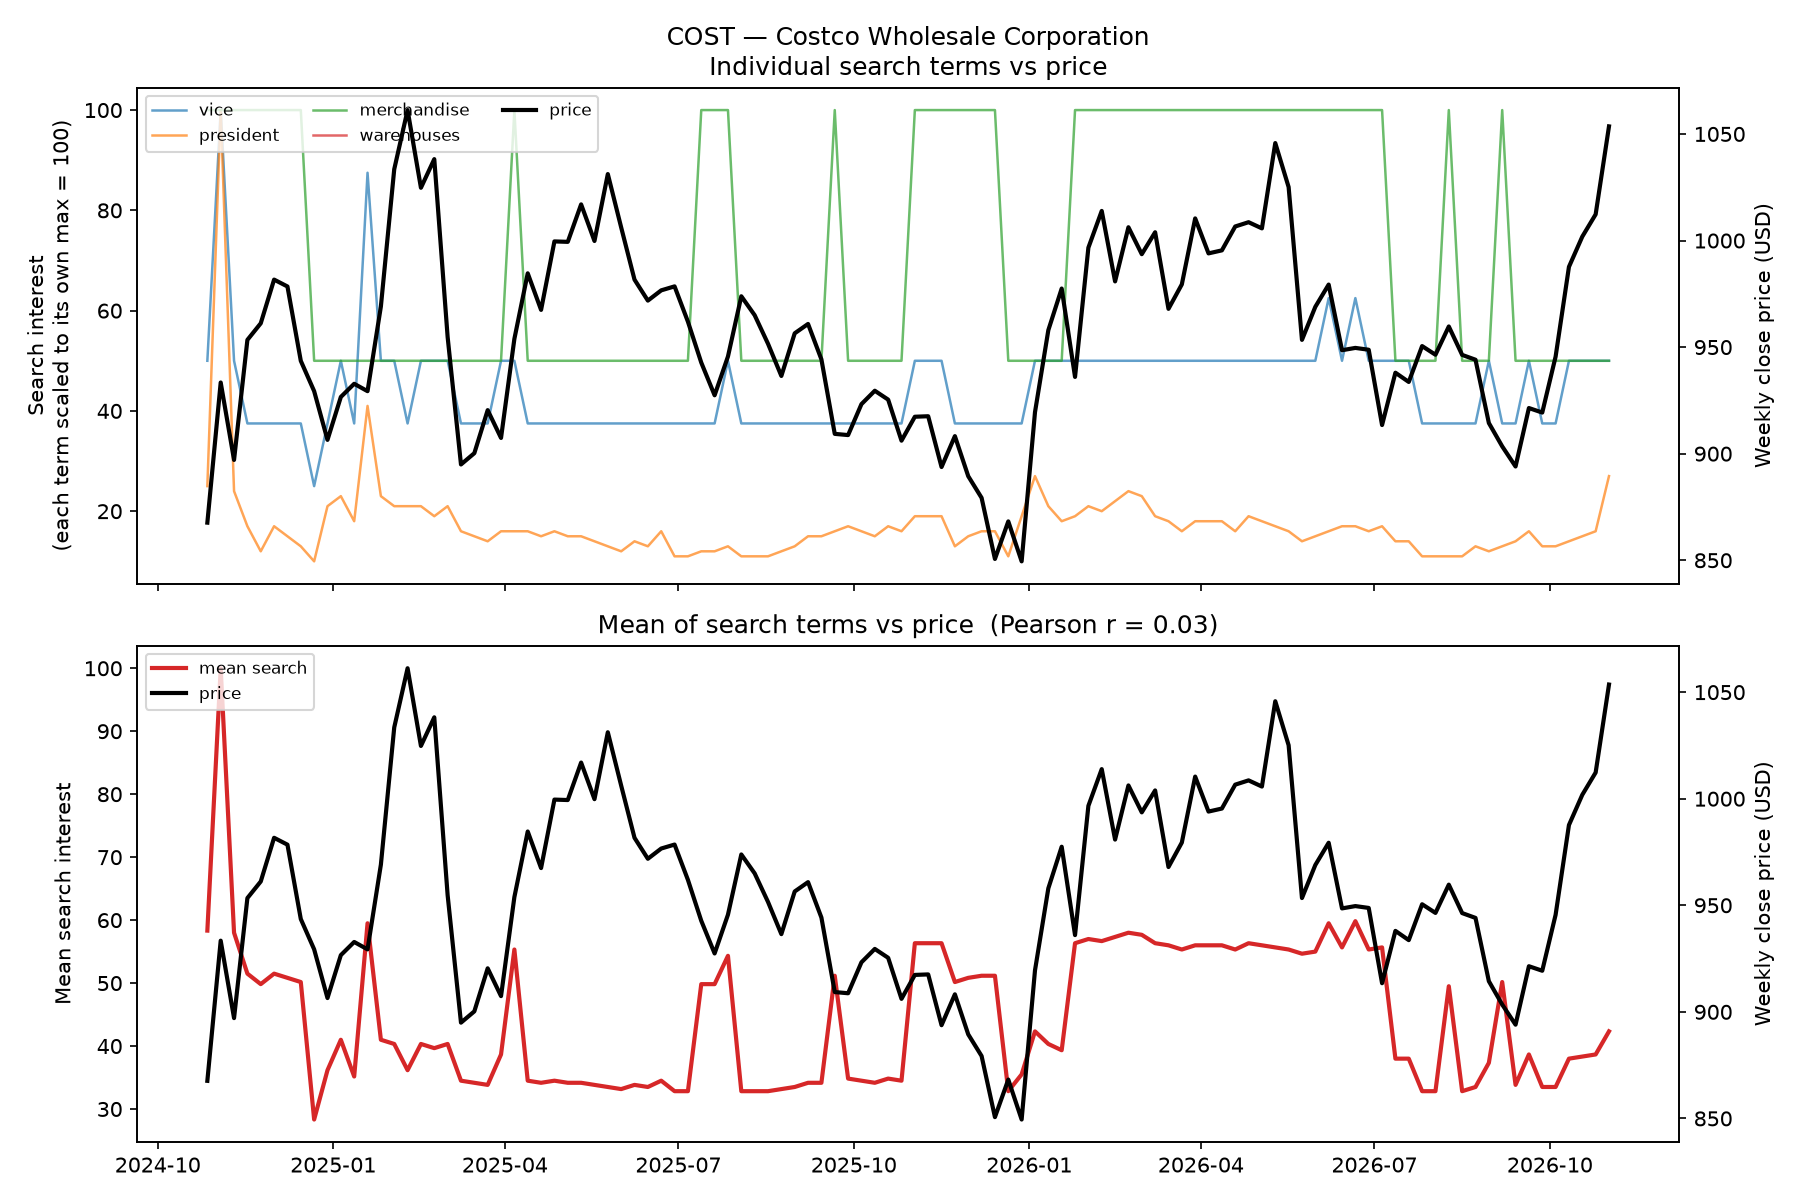 COST — Costco Wholesale Corporation
Individual search terms vs price
vice
president
merchandise
warehouses
price
100
80
60
40
20
Search interest
(each term scaled to its own max = 100)
1050
1000
950
900
850
Weekly close price (USD)
Mean of search terms vs price (Pearson r = 0.03)
mean search
price
100
90
80
70
60
50
40
30
Mean search interest
1050
1000
950
900
850
Weekly close price (USD)
2024-10
2025-01
2025-04
2025-07
2025-10
2026-01
2026-04
2026-07
2026-10